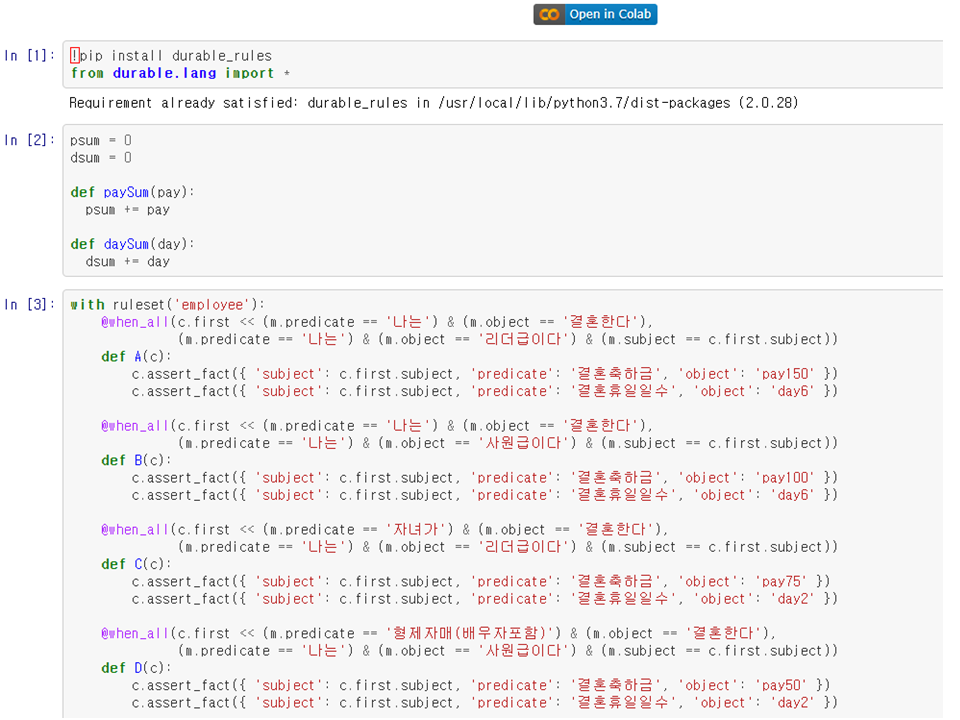 Open in Colab
In [1]: !pip install durable_rules
from durable.lang import *
Requirement already satisfied: durable_rules in /usr/local/lib/python3.7/dist-packages (2.0.28)
In [2]: psum = 0
dsum = 0
def paySum(pay):
psum += pay
def daySum(day):
dsum += day
In [3]: with ruleset('employee'):
@when_all(c.first << (m.predicate == '나는') & (m.object == '결혼한다'),
(m.predicate == '나는') & (m.object == '리더급이다') & (m.subject == c.first.subject))
def A(c):
c.assert_fact({ 'subject': c.first.subject, 'predicate': '결혼축하금', 'object': 'pay150' })
c.assert_fact({ 'subject': c.first.subject, 'predicate': '결혼휴일일수', 'object': 'day6' })
@when_all(c.first << (m.predicate == '나는') & (m.object == '결혼한다'),
(m.predicate == '나는') & (m.object == '사원급이다') & (m.subject == c.first.subject))
def B(c):
c.assert_fact({ 'subject': c.first.subject, 'predicate': '결혼축하금', 'object': 'pay100' })
c.assert_fact({ 'subject': c.first.subject, 'predicate': '결혼휴일일수', 'object': 'day6' })
@when_all(c.first << (m.predicate == '자녀가') & (m.object == '결혼한다'),
(m.predicate == '나는') & (m.object == '리더급이다') & (m.subject == c.first.subject))
def C(c):
c.assert_fact({ 'subject': c.first.subject, 'predicate': '결혼축하금', 'object': 'pay75' })
c.assert_fact({ 'subject': c.first.subject, 'predicate': '결혼휴일일수', 'object': 'day2' })
@when_all(c.first << (m.predicate == '형제자매(배우자포함)') & (m.object == '결혼한다'),
(m.predicate == '나는') & (m.object == '사원급이다') & (m.subject == c.first.subject))
def D(c):
c.assert_fact({ 'subject': c.first.subject, 'predicate': '결혼축하금', 'object': 'pay50' })
c.assert_fact({ 'subject': c.first.subject, 'predicate': '결혼휴일일수', 'object': 'day2' })